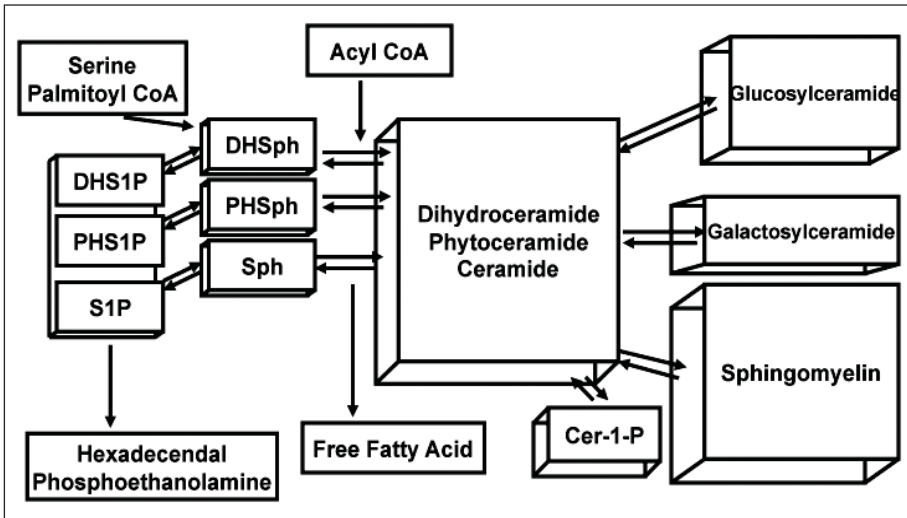 Serine
Palmitoyl CoA
Acyl CoA
Glucosylceramide
DHSph
DHS1P
PHSph
PHS1P
Dihydroceramide
Phytoceramide
Ceramide
Galactosylceramide
Sph
S1P
Sphingomyelin
Cer-1-P
Free Fatty Acid
Hexadecendal
Phosphoethanolamine